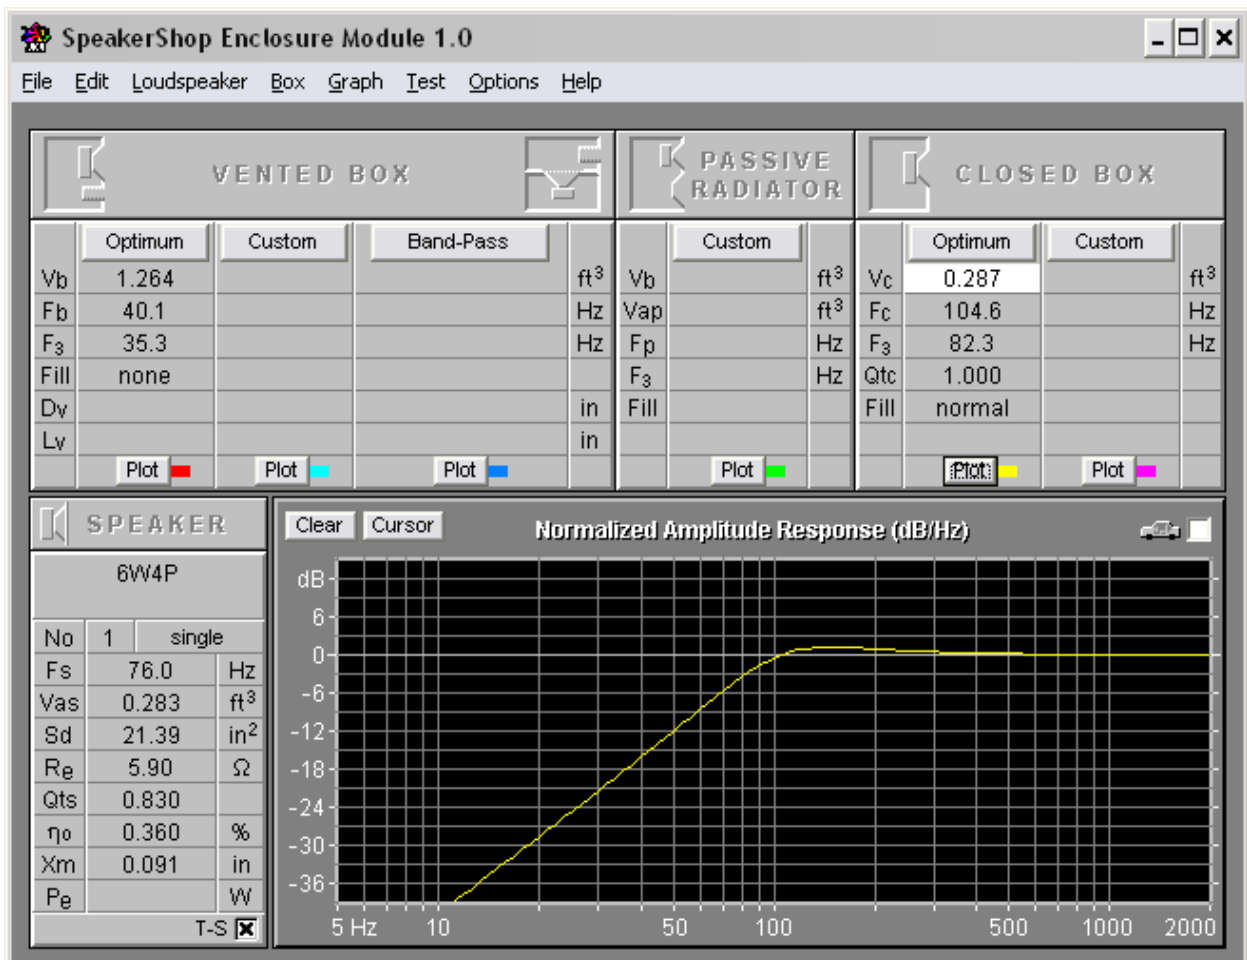 SpeakerShop Enclosure Module 1.0
File Edit Loudspeaker Box Graph Test Options Help
VENTED BOX PASSIVE RADIATOR CLOSED BOX
Optimum Custom Band-Pass Custom Optimum Custom
Vb 1.264 ft³ Vb ft³ Vc 0.287 ft³
Fb 40.1 Hz Vap ft³ Fc 104.6 Hz
F₃ 35.3 Hz Fp Hz F₃ 82.3 Hz
Fill none F₃ Hz Qtc 1.000
Dv in Fill Fill normal
Lv in
Plot Plot Plot Plot Plot Plot
SPEAKER
6W4P
No 1 single
Fs 76.0 Hz
Vas 0.283 ft³
Sd 21.39 in²
Re 5.90 Ω
Qts 0.830
ηo 0.360 %
Xm 0.091 in
Pe W
T-S
Clear Cursor Normalized Amplitude Response (dB/Hz)
dB
6
0
-6
-12
-18
-24
-30
-36
5 Hz 10 50 100 500 1000 2000